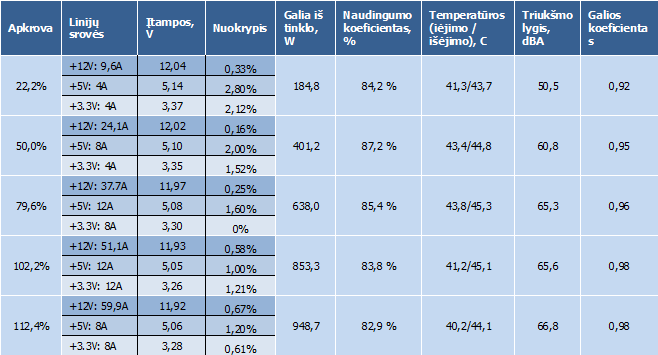 Apkrova Linijų srovės Įtampos, V Nuokrypis Galia iš tinklo, W Naudingumo koeficientas, % Temperatūros (iėjimo / išėjimo), C Triukšmo lygis, dBA Galios koeficienta s
22,2% +12V: 9,6A 12,04 0,33% 184,8 84,2 % 41,3/43,7 50,5 0,92
+5V: 4A 5,14 2,80%
+3.3V: 4A 3,37 2,12%
50,0% +12V: 24,1A 12,02 0,16% 401,2 87,2 % 43,4/44,8 60,8 0,95
+5V: 8A 5,10 2,00%
+3.3V: 4A 3,35 1,52%
79,6% +12V: 37.7A 11,97 0,25% 638,0 85,4 % 43,8/45,3 65,3 0,96
+5V: 12A 5,08 1,60%
+3.3V: 8A 3,30 0%
102,2% +12V: 51,1A 11,93 0,58% 853,3 83,8 % 41,2/45,1 65,6 0,98
+5V: 12A 5,05 1,00%
+3.3V: 12A 3,26 1,21%
112,4% +12V: 59,9A 11,92 0,67% 948,7 82,9 % 40,2/44,1 66,8 0,98
+5V: 8A 5,06 1,20%
+3.3V: 8A 3,28 0,61%